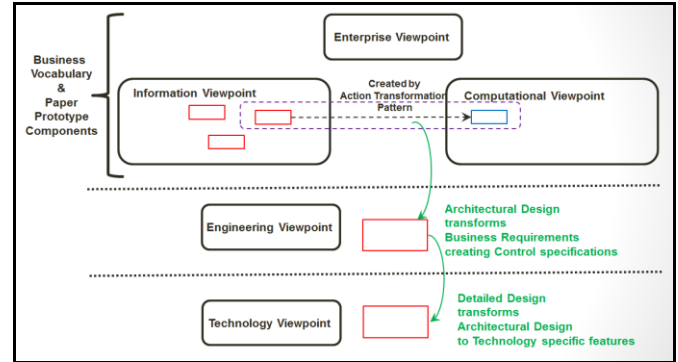 Enterprise Viewpoint
Business
Vocabulary
&
Paper
Prototype
Components
Information Viewpoint
Created by
Action Transformation
Pattern
Computational Viewpoint
Engineering Viewpoint
Architectural Design
transforms
Business Requirements
creating Control specifications
Technology Viewpoint
Detailed Design
transforms
Architectural Design
to Technology specific features